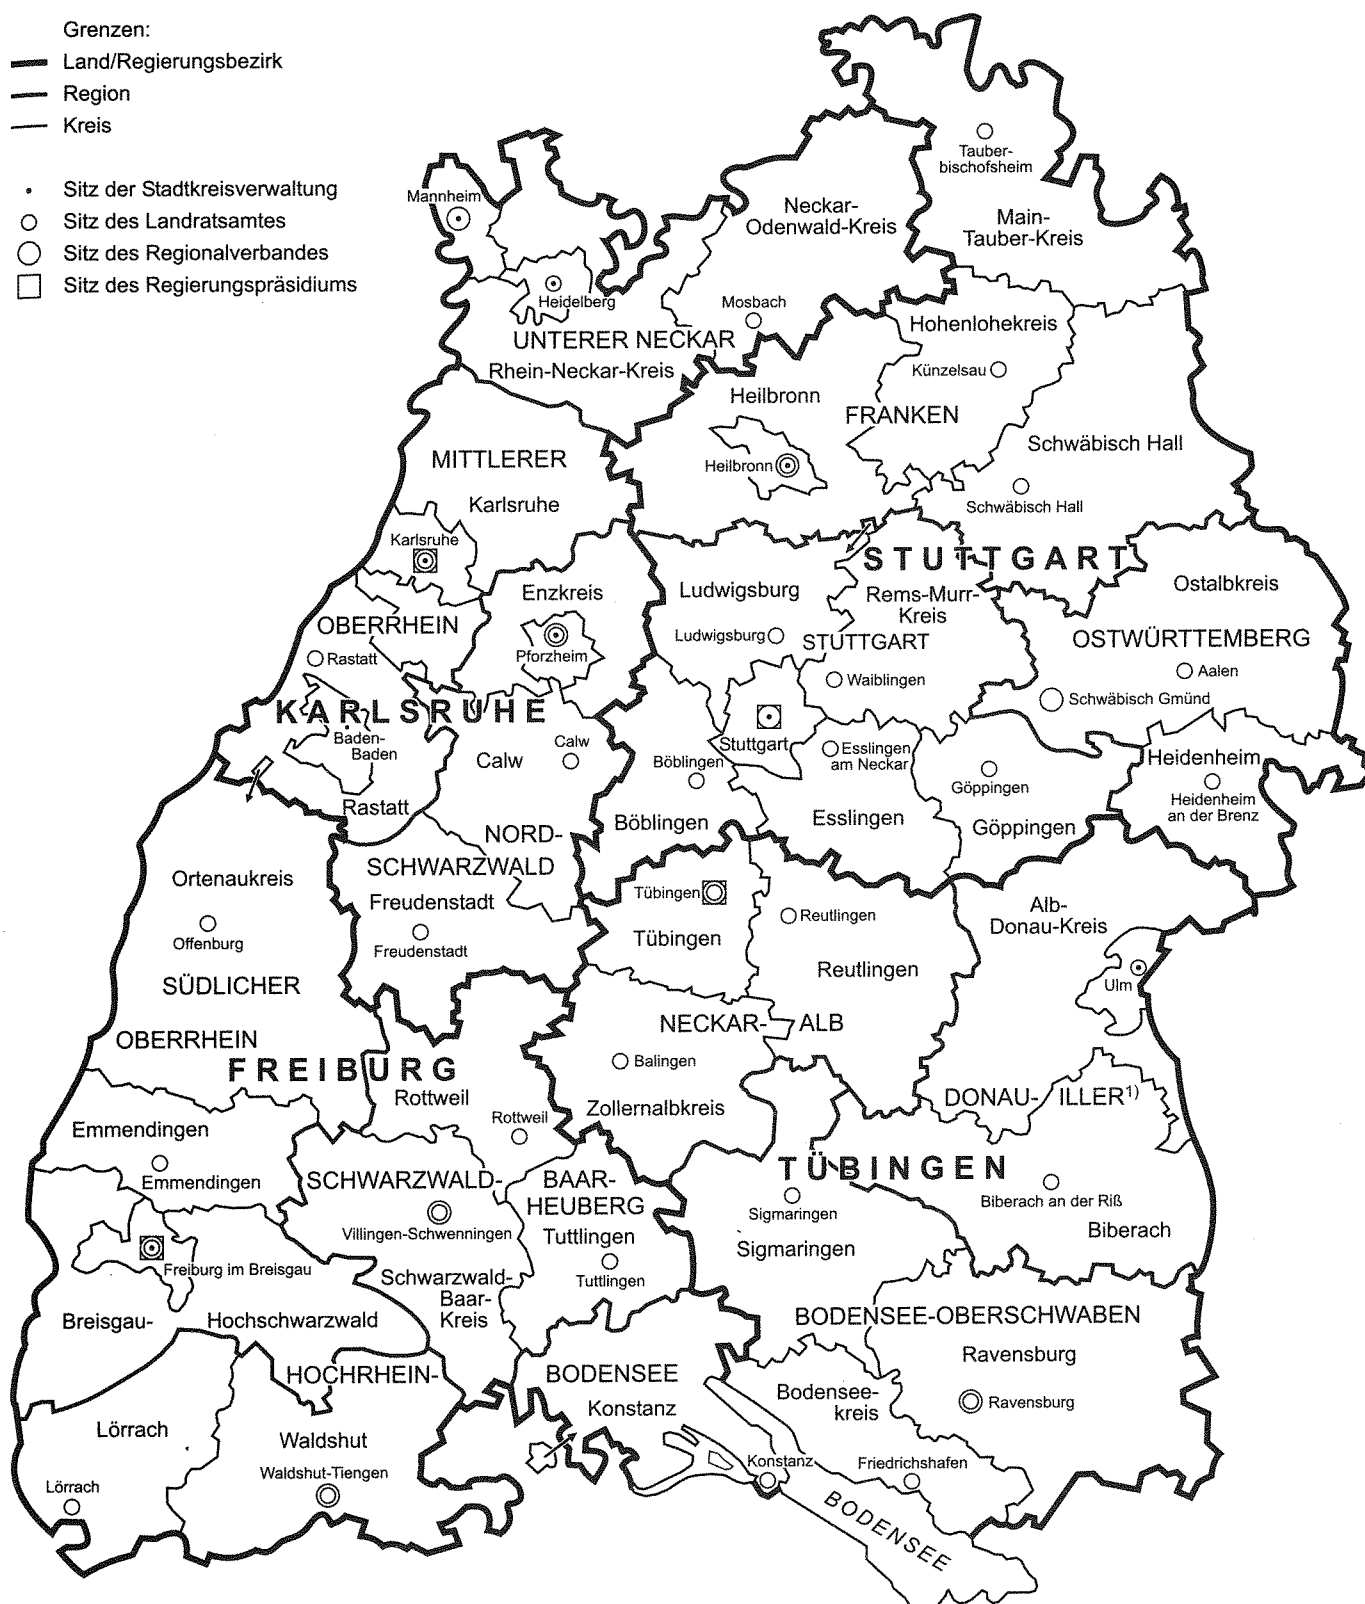 Grenzen:
Land/Regierungsbezirk
Region
Kreis
Sitz der Stadtkreisverwaltung
Sitz des Landratsamtes
Sitz des Regionalverbandes
Sitz des Regierungspräsidiums
Tauber-
bischofsheim
Main-
Tauber-Kreis
Mannheim
Neckar-
Odenwald-Kreis
Heidelberg
Mosbach
UNTERER NECKAR
Rhein-Neckar-Kreis
Hohenlohekreis
Künzelsau
Heilbronn
FRANKEN
Schwäbisch Hall
Heilbronn
Schwäbisch Hall
MITTLERER
Karlsruhe
Karlsruhe
STUTTGART
Enzkreis
Ludwigsburg
Rems-Murr-
Kreis
Ostalbkreis
OBERRHEIN
Ludwigsburg
STUTTGART
OSTWÜRTTEMBERG
Rastatt
Pforzheim
Waiblingen
Aalen
Schwäbisch Gmünd
KARLSRUHE
Baden-
Baden
Calw
Calw
Stuttgart
Böblingen
Esslingen
am Neckar
Göppingen
Heidenheim
Heidenheim
an der Brenz
Rastatt
Böblingen
Esslingen
Göppingen
NORD-
SCHWARZWALD
Ortenaukreis
Freudenstadt
Tübingen
Reutlingen
Alb-
Donau-Kreis
Offenburg
Freudenstadt
Tübingen
Reutlingen
Ulm
SÜDLICHER
OBERRHEIN
NECKAR-
ALB
FREIBURG
Balingen
Rottweil
Rottweil
Zollernalbkreis
DONAU-
ILLER1)
Emmendingen
Emmendingen
SCHWARZWALD-
BAAR-
HEUBERG
TÜBINGEN
Sigmaringen
Biberach an der Riß
Villingen-Schwenningen
Tuttlingen
Sigmaringen
Biberach
Freiburg im Breisgau
Tuttlingen
Schwarzwald-
Baar-
Kreis
Breisgau-
Hochschwarzwald
BODENSEE-OBERSCHWABEN
HOCHRHEIN-
BODENSEE
Ravensburg
Konstanz
Bodensee-
kreis
Ravensburg
Lörrach
Waldshut
Waldshut-Tiengen
Lörrach
Konstanz
Friedrichshafen
BODENSEE